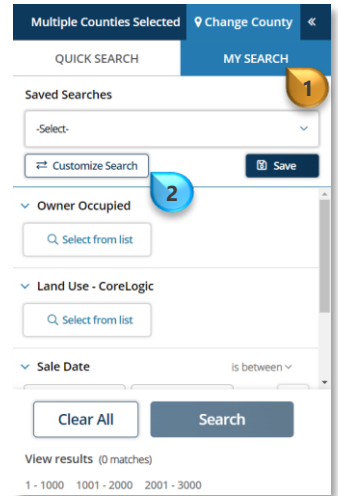 Multiple Counties Selected Change County «
QUICK SEARCH MY SEARCH
1
Saved Searches
-Select-
Customize Search Save
2
Owner Occupied
Select from list
Land Use - CoreLogic
Select from list
Sale Date is between
Clear All Search
View results (0 matches)
1 - 1000 1001 - 2000 2001 - 3000